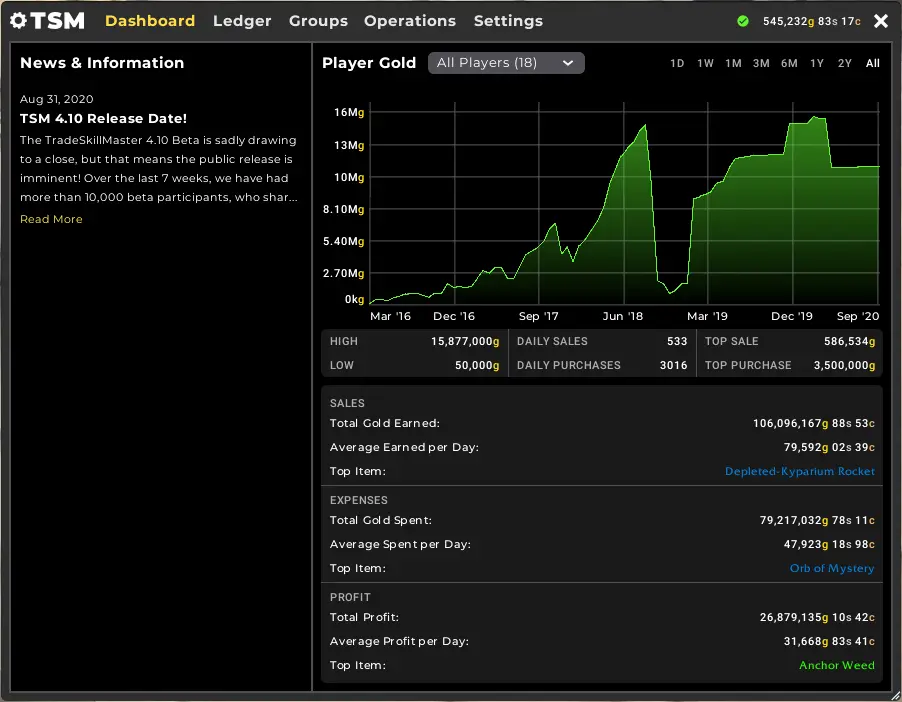 TSM Dashboard Ledger Groups Operations Settings 545,232g 83s 17c
News & Information
Aug 31, 2020
TSM 4.10 Release Date!
The TradeSkillMaster 4.10 Beta is sadly drawing
to a close, but that means the public release is
imminent! Over the last 7 weeks, we have had
more than 10,000 beta participants, who shar...
Read More
Player Gold All Players (18) 1D 1W 1M 3M 6M 1Y 2Y All
16Mg
13Mg
10Mg
8.10Mg
5.40Mg
2.70Mg
0kg
Mar '16 Dec '16 Sep '17 Jun '18 Mar '19 Dec '19 Sep '20
HIGH 15,877,000g DAILY SALES 533 TOP SALE 586,534g
LOW 50,000g DAILY PURCHASES 3016 TOP PURCHASE 3,500,000g
SALES
Total Gold Earned: 106,096,167g 88s 53c
Average Earned per Day: 79,592g 02s 39c
Top Item: Depleted-Kyparium Rocket
EXPENSES
Total Gold Spent: 79,217,032g 78s 11c
Average Spent per Day: 47,923g 18s 98c
Top Item: Orb of Mystery
PROFIT
Total Profit: 26,879,135g 10s 42c
Average Profit per Day: 31,668g 83s 41c
Top Item: Anchor Weed